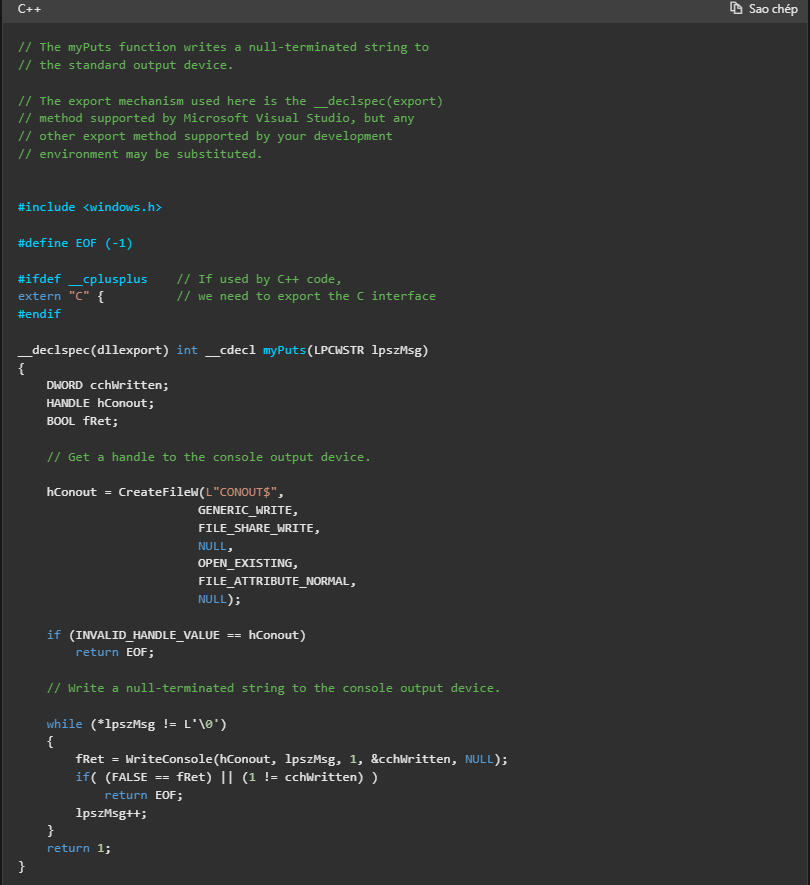 C++
Sao chép
// The myPuts function writes a null-terminated string to
// the standard output device.

// The export mechanism used here is the __declspec(export)
// method supported by Microsoft Visual Studio, but any
// other export method supported by your development
// environment may be substituted.


#include <windows.h>

#define EOF (-1)

#ifdef __cplusplus    // If used by C++ code,
extern "C" {          // we need to export the C interface
#endif

__declspec(dllexport) int __cdecl myPuts(LPCWSTR lpszMsg)
{
    DWORD cchWritten;
    HANDLE hConout;
    BOOL fRet;

    // Get a handle to the console output device.

    hConout = CreateFileW(L"CONOUT$",
                         GENERIC_WRITE,
                         FILE_SHARE_WRITE,
                         NULL,
                         OPEN_EXISTING,
                         FILE_ATTRIBUTE_NORMAL,
                         NULL);

    if (INVALID_HANDLE_VALUE == hConout)
        return EOF;

    // Write a null-terminated string to the console output device.

    while (*lpszMsg != L'\0')
    {
        fRet = WriteConsole(hConout, lpszMsg, 1, &cchWritten, NULL);
        if( (FALSE == fRet) || (1 != cchWritten) )
            return EOF;
        lpszMsg++;
    }
    return 1;
}